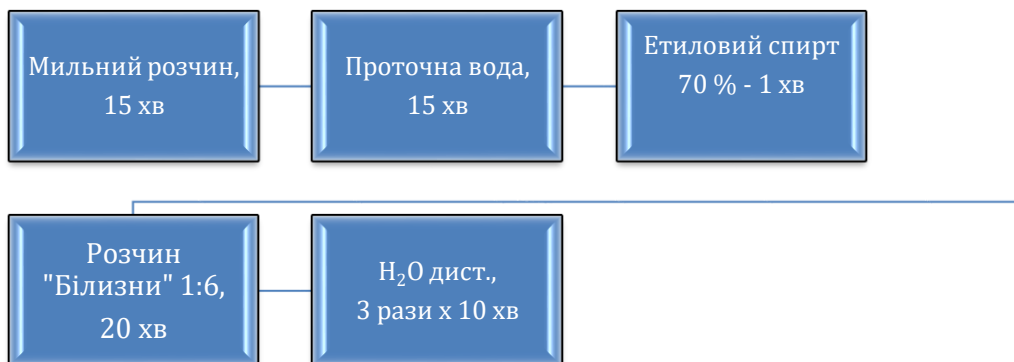 Мильний розчин,
15 хв
Проточна вода,
15 хв
Етиловий спирт
70 % - 1 хв
Розчин
"Білизни" 1:6,
20 хв
H₂O дист.,
3 рази х 10 хв